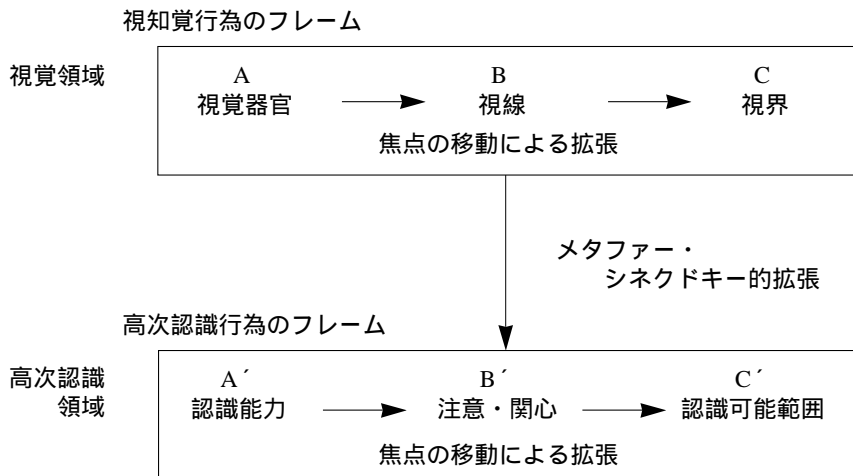 視知覚行為のフレーム
視覚領域
A B C
視覚器官 視線 視界
焦点の移動による拡張
メタファー・
シネクドキー的拡張
高次認識行為のフレーム
高次認識
領域
A´ B´ C´
認識能力 注意・関心 認識可能範囲
焦点の移動による拡張